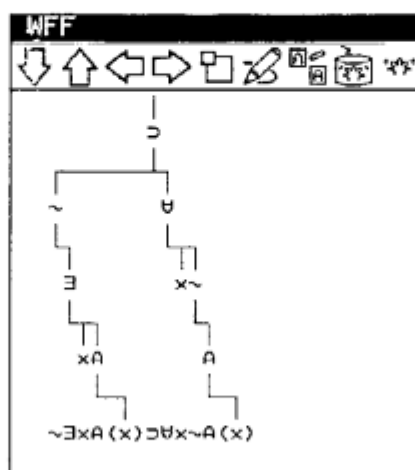 WFF
⊃
~ ∀
∃ x~
xA A
~∃xA(x)⊃∀x~A(x)